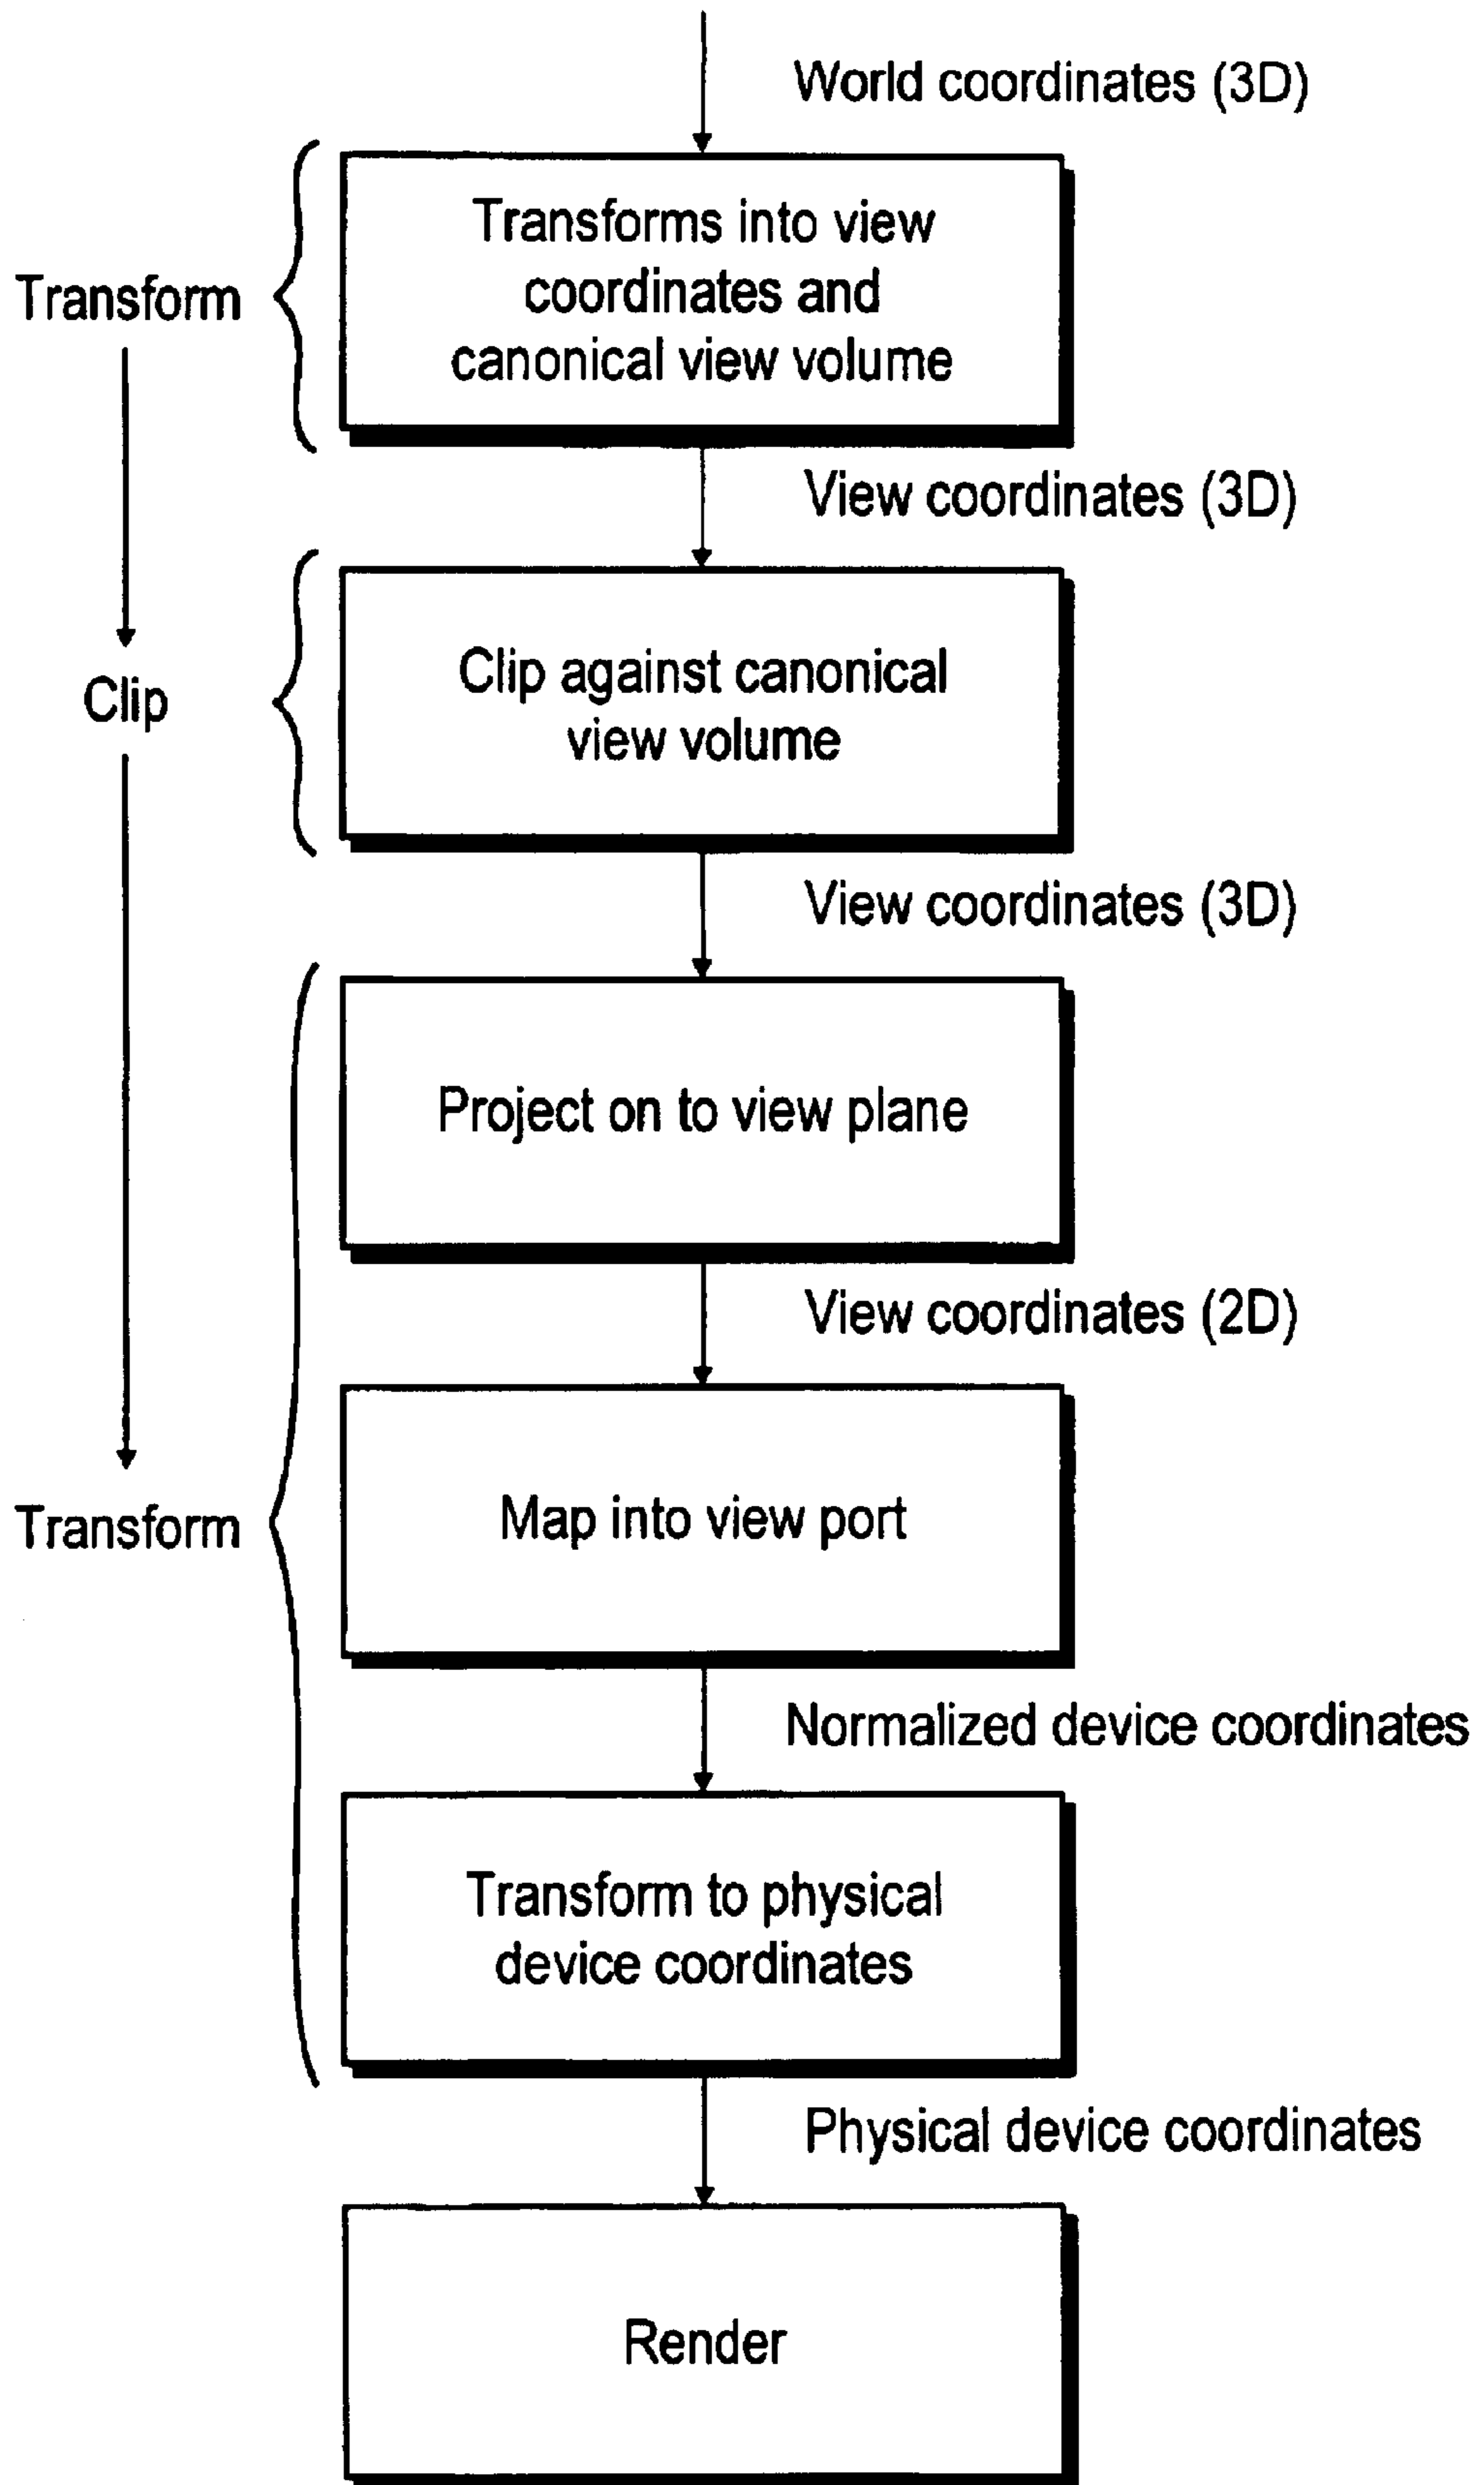 World coordinates (3D)
Transforms into view
coordinates and
canonical view volume
Transform
View coordinates (3D)
Clip against canonical
view volume
Clip
View coordinates (3D)
Project on to view plane
View coordinates (2D)
Map into view port
Transform
Normalized device coordinates
Transform to physical
device coordinates
Physical device coordinates
Render